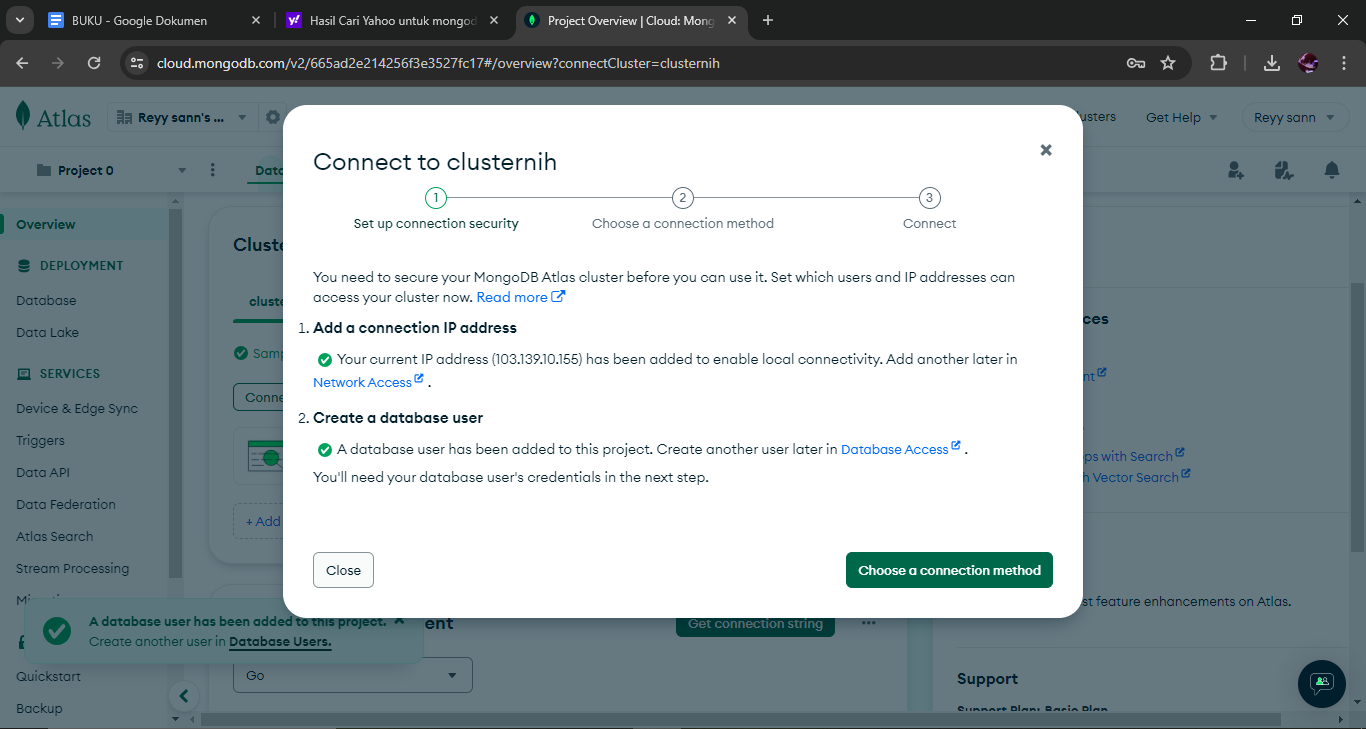 BUKU - Google Dokumen
Hasil Cari Yahoo untuk mongod
Project Overview | Cloud: Mong
cloud.mongodb.com/v2/665ad2e214256f3e3527fc17#/overview?connectCluster=clusternih
Atlas
Reyy sann's ...
usters
Get Help
Reyy sann
Project 0
Data
Overview
DEPLOYMENT
Database
Data Lake
SERVICES
Device & Edge Sync
Triggers
Data API
Data Federation
Atlas Search
Stream Processing
Quickstart
Backup
Cluste
cluste
Samp
Conne
+ Add
Connect to clusternih
1
2
3
Set up connection security
Choose a connection method
Connect
You need to secure your MongoDB Atlas cluster before you can use it. Set which users and IP addresses can
access your cluster now. Read more
1. Add a connection IP address
Your current IP address (103.139.10.155) has been added to enable local connectivity. Add another later in
Network Access .
2. Create a database user
A database user has been added to this project. Create another user later in Database Access .
You'll need your database user's credentials in the next step.
Close
Choose a connection method
A database user has been added to this project.
Create another user in Database Users.
ent
Get connection string
Go
ces
nt
ps with Search
h Vector Search
st feature enhancements on Atlas.
Support
Support Plan: Basic Plan